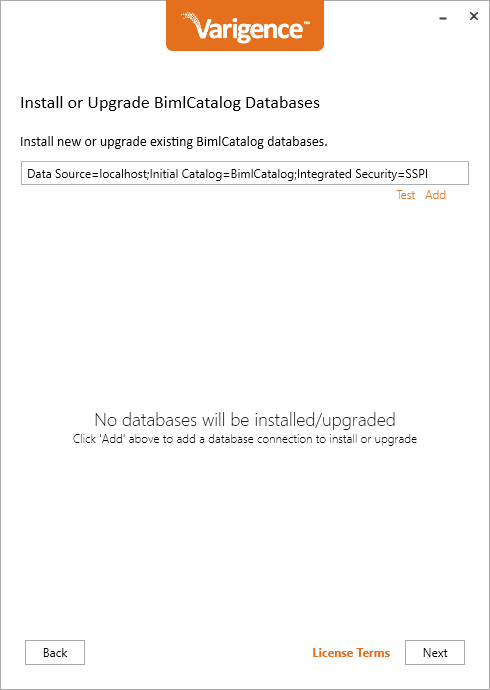 Varigence™
Install or Upgrade BimlCatalog Databases
Install new or upgrade existing BimlCatalog databases.
Data Source=localhost;Initial Catalog=BimlCatalog;Integrated Security=SSPI
Test Add
No databases will be installed/upgraded
Click 'Add' above to add a database connection to install or upgrade
Back License Terms Next